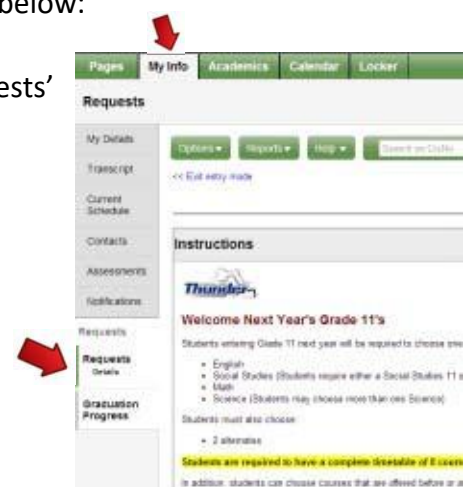 below:
ests'
Pages My Info Academics Calendar Locker
Requests
My Details
Transcript
Current Schedule
Contacts
Assessments
Notifications
Requests
Requests
Details
Graduation Progress
Options Reports Help
<< Exit entry mode
Instructions
Thunder
Welcome Next Year's Grade 11's
Students entering Grade 11 next year will be required to choose one
English
Social Studies (Students require either a Social Studies 11
Math
Science (Students may choose more than one Science)
Students must also choose:
2 alternates
Students are required to have a complete timetable of 8
In addition, students can choose courses that are offered before or